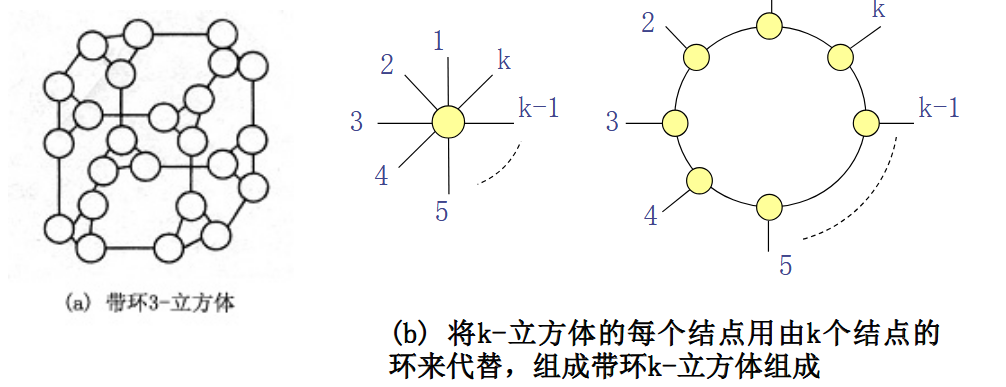 1
2
k
3
k-1
4
5
2
k
3
k-1
4
5
(a) 带环3-立方体
(b) 将k-立方体的每个结点用由k个结点的
环来代替，组成带环k-立方体组成